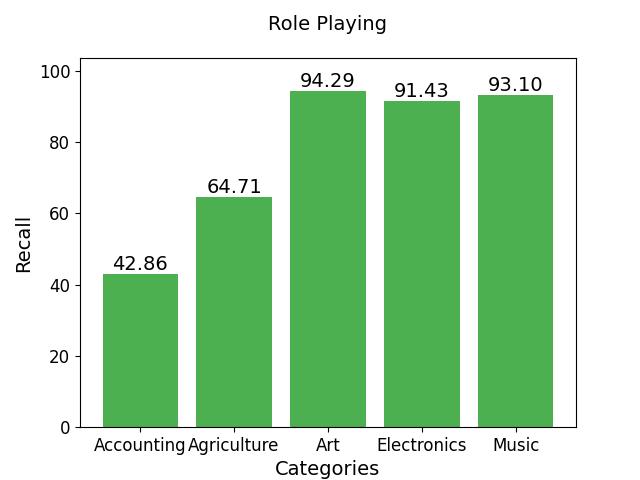 Role Playing
100
80
60
40
20
0
Recall
42.86
64.71
94.29
91.43
93.10
Accounting Agriculture Art Electronics Music
Categories